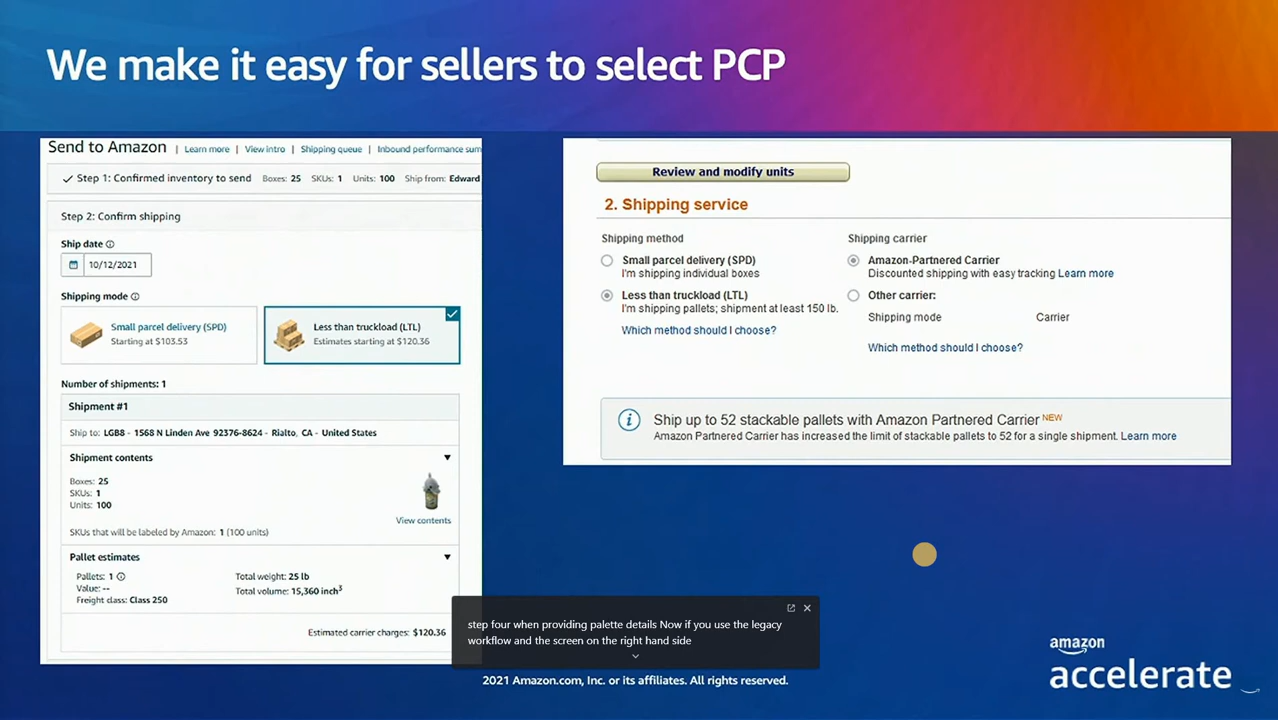 We make it easy for sellers to select PCP
Send to Amazon | Learn more | View intro | Shipping queue | Inbound performance sum
Step 1: Confirmed inventory to send Boxes: 25 SKUs: 1 Units: 100 Ship from: Edward
Step 2: Confirm shipping
Ship date
10/12/2021
Shipping mode
Small parcel delivery (SPD)
Starting at $103.53
Less than truckload (LTL)
Estimates starting at $120.36
Number of shipments: 1
Shipment #1
Ship to: LGB8 - 1568 N Linden Ave 92376-8624 - Rialto, CA - United States
Shipment contents
Boxes: 25
SKUs: 1
Units: 100
View contents
SKUs that will be labeled by Amazon: 1 (100 units)
Pallet estimates
Pallets: 1
Value: --
Freight class: Class 250
Total weight: 25 lb
Total volume: 15,360 inch³
Estimated carrier charges: $120.36
Review and modify units
2. Shipping service
Shipping method
Small parcel delivery (SPD)
I'm shipping individual boxes
Less than truckload (LTL)
I'm shipping pallets; shipment at least 150 lb.
Which method should I choose?
Shipping carrier
Amazon-Partnered Carrier
Discounted shipping with easy tracking Learn more
Other carrier:
Shipping mode Carrier
Which method should I choose?
Ship up to 52 stackable pallets with Amazon Partnered Carrier NEW
Amazon Partnered Carrier has increased the limit of stackable pallets to 52 for a single shipment. Learn more
step four when providing palette details Now if you use the legacy
workflow and the screen on the right hand side
2021 Amazon.com, Inc. or its affiliates. All rights reserved.
amazon
accelerate